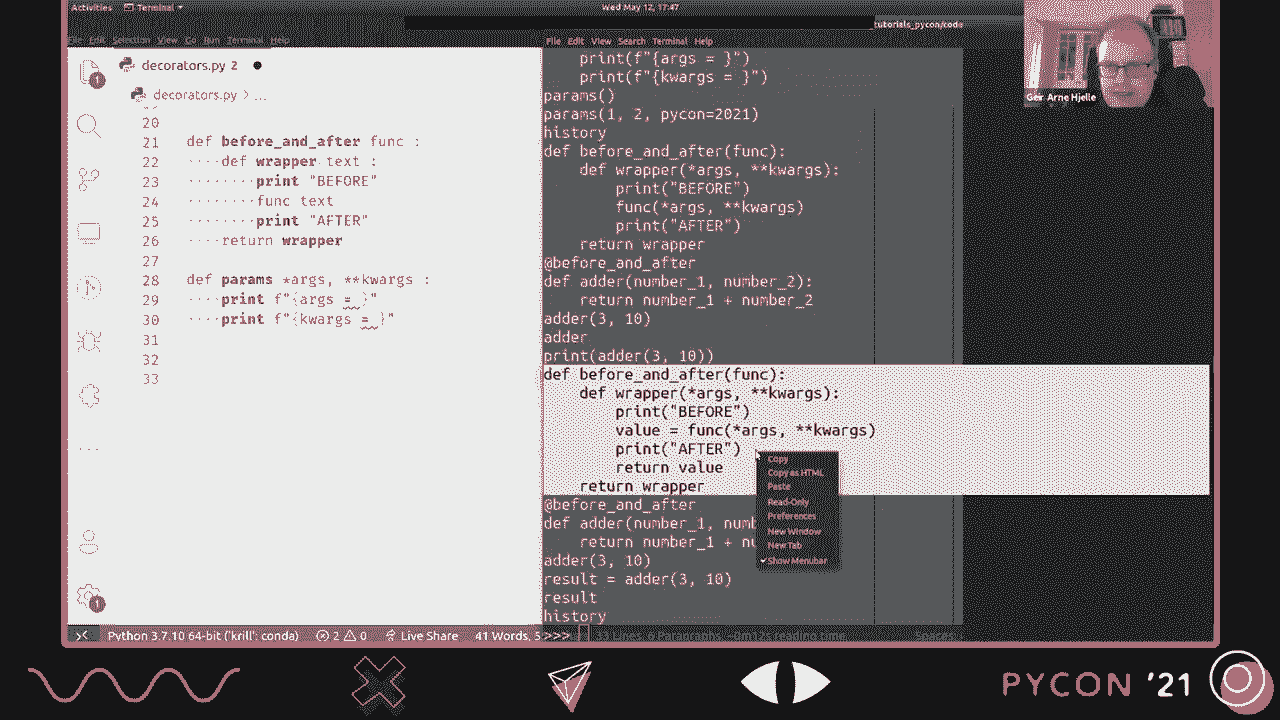 Activities Terminal Wed May 12, 17:47
tutorials_pycon/code
File Edit Selection View Go Run Terminal Help
decorators.py 2
decorators.py > ...
20
21 def before_and_after func :
22 ····def wrapper text :
23 ········print "BEFORE"
24 ········func text
25 ········print "AFTER"
26 ····return wrapper
27
28 def params *args, **kwargs :
29 ····print f"{args = }"
30 ····print f"{kwargs = }"
31
32
33
1
1
Python 3.7.10 64-bit ('krill': conda) 2 0 Live Share 41 Words, 3
File Edit View Search Terminal Help
print(f"{args = }")
print(f"{kwargs = }")
params()
params(1, 2, pycon=2021)
history
def before_and_after(func):
def wrapper(*args, **kwargs):
print("BEFORE")
func(*args, **kwargs)
print("AFTER")
return wrapper
@before_and_after
def adder(number_1, number_2):
return number_1 + number_2
adder(3, 10)
adder
print(adder(3, 10))
def before_and_after(func):
def wrapper(*args, **kwargs):
print("BEFORE")
value = func(*args, **kwargs)
print("AFTER")
return value
return wrapper
@before_and_after
def adder(number_1, numb
return number_1 + nu
adder(3, 10)
result = adder(3, 10)
result
history
>>>
Lines, 6 Paragraphs, ~0m12s reading time Spaces
Copy
Copy as HTML
Paste
Read-Only
Preferences
New Window
New Tab
Show Menubar
Geir Arne Hjelle
PYCON '21